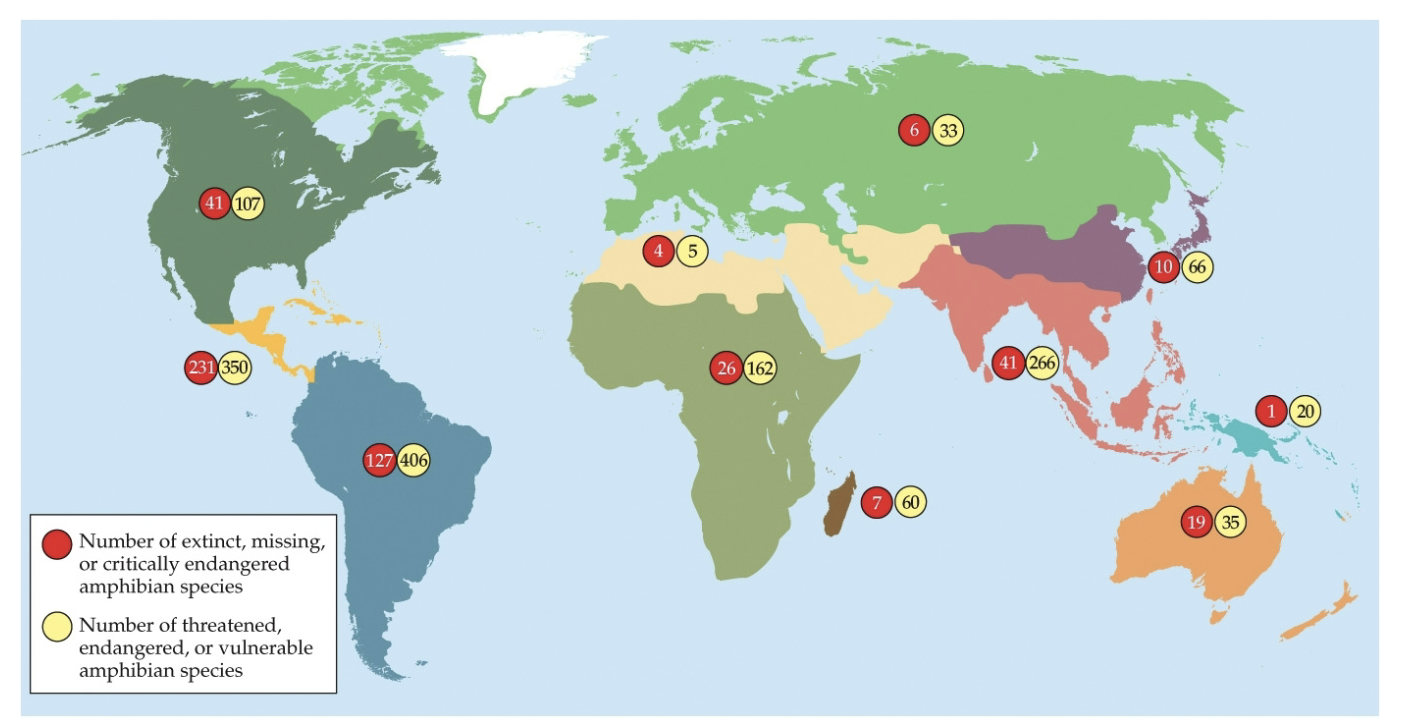 6 33
41 107
4 5
10 66
231 350
26 162
41 266
1 20
127 406
7 60
19 35
Number of extinct, missing,
or critically endangered
amphibian species
Number of threatened,
endangered, or vulnerable
amphibian species